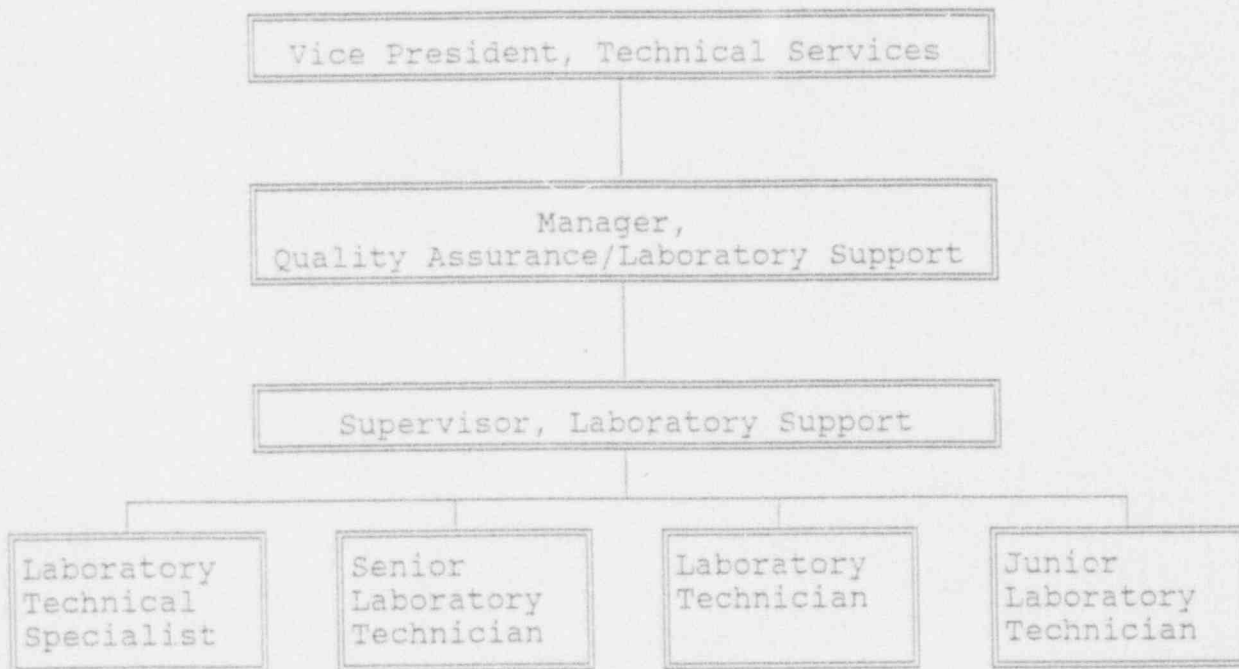 Vice President, Technical Services
Manager,
Quality Assurance/Laboratory Support
Supervisor, Laboratory Support
Laboratory
Technical
Specialist
Senior
Laboratory
Technician
Laboratory
Technician
Junior
Laboratory
Technician